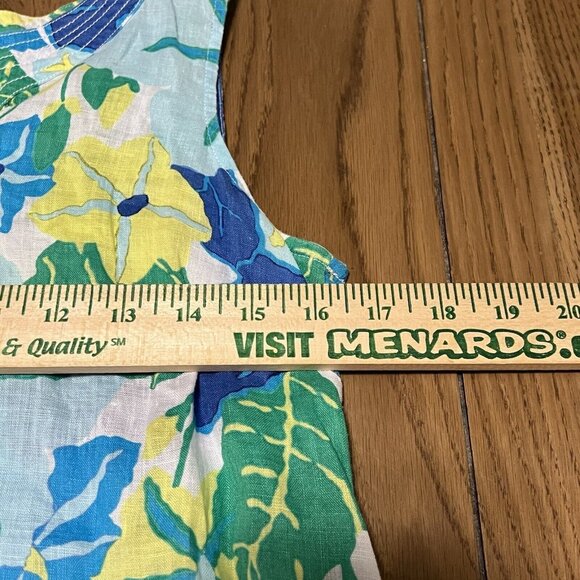 12 13 14 15 16 17 18 19 20
& Quality SM VISIT MENARDS®.c